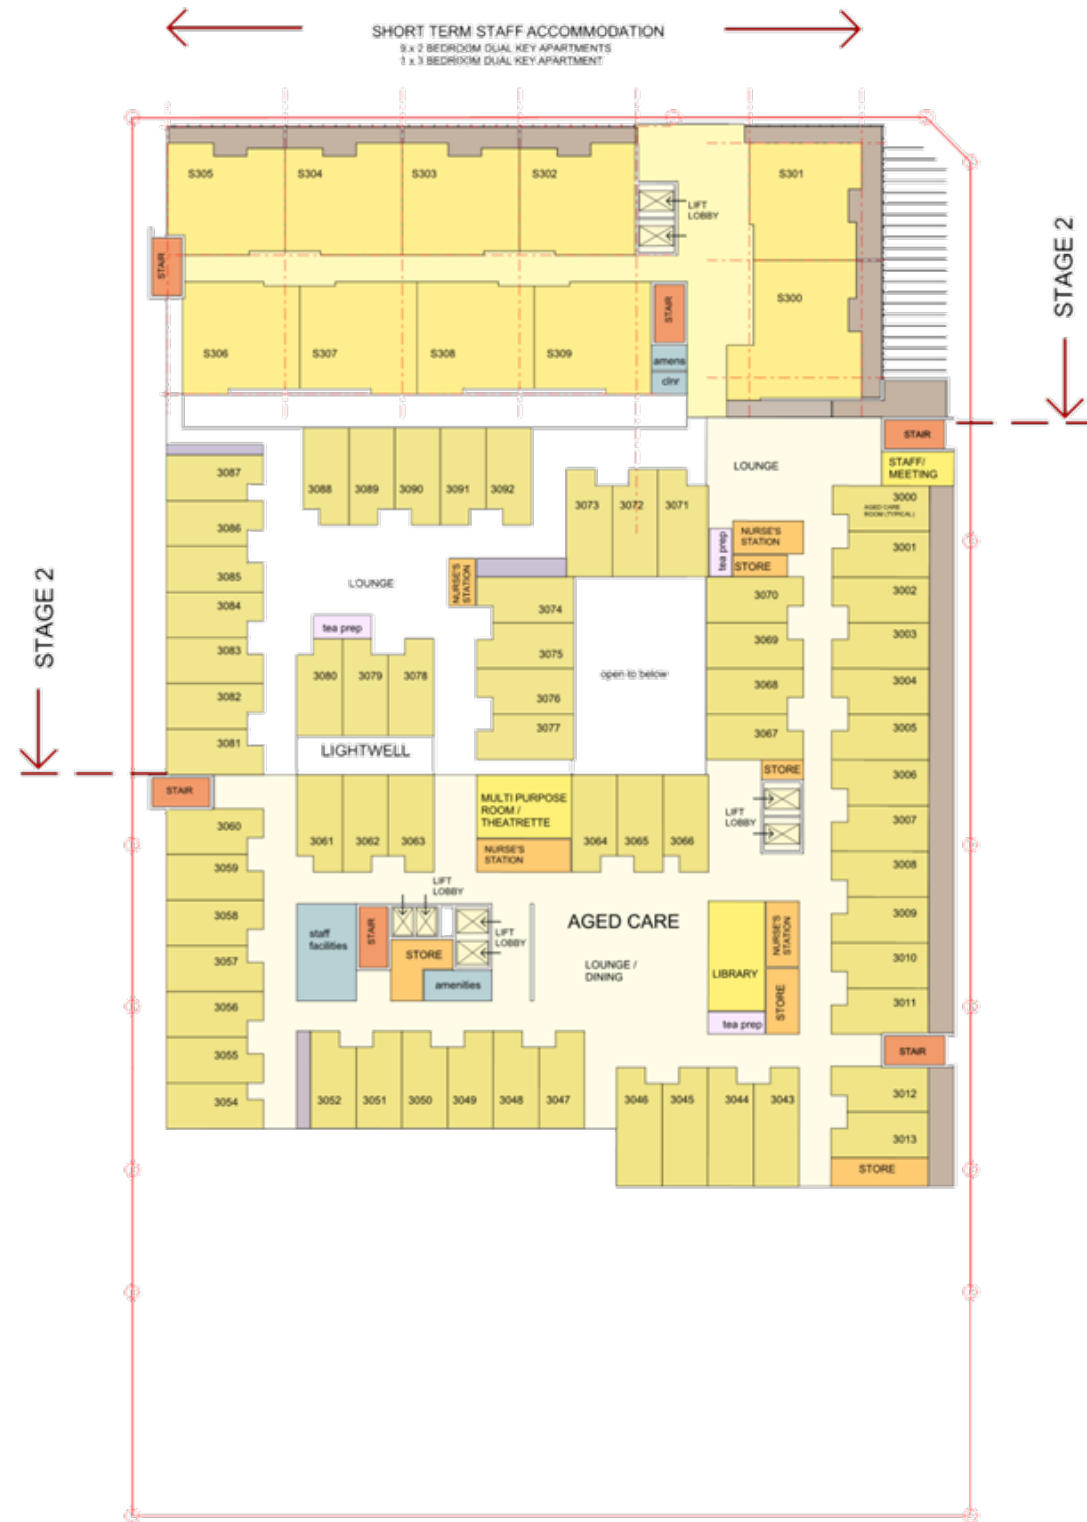 SHORT TERM STAFF ACCOMMODATION
9 x 2 BEDROOM DUAL KEY APARTMENTS
1 x 3 BEDROOM DUAL KEY APARTMENT
STAGE 2
STAGE 2
S305
S304
S303
S302
S301
LIFT
LOBBY
STAIR
S300
STAIR
S306
S307
S308
S309
amens
clnr
STAIR
STAFF/
MEETING
LOUNGE
3087
3088
3089
3090
3091
3092
3073
3072
3071
3000
AGED CARE
ROOM (TYPICAL)
3086
tea prep
NURSE'S
STATION
STORE
3001
LOUNGE
NURSE'S
STATION
3085
3084
3083
3082
3081
tea prep
3080
3079
3078
3074
3075
3076
3077
open to below
3070
3069
3068
3067
3002
3003
3004
3005
LIGHTWELL
STORE
3006
STAIR
MULTI PURPOSE
ROOM /
THEATRETTE
NURSE'S
STATION
LIFT
LOBBY
3007
3060
3061
3062
3063
3064
3065
3066
3059
3008
LIFT
LOBBY
3058
staff
facilities
STAIR
STORE
amenities
LIFT
LOBBY
AGED CARE
LOUNGE /
DINING
LIBRARY
NURSE'S
STATION
STORE
tea prep
3009
3010
3011
3057
3056
3055
3054
STAIR
3052
3051
3050
3049
3048
3047
3046
3045
3044
3043
3012
3013
STORE